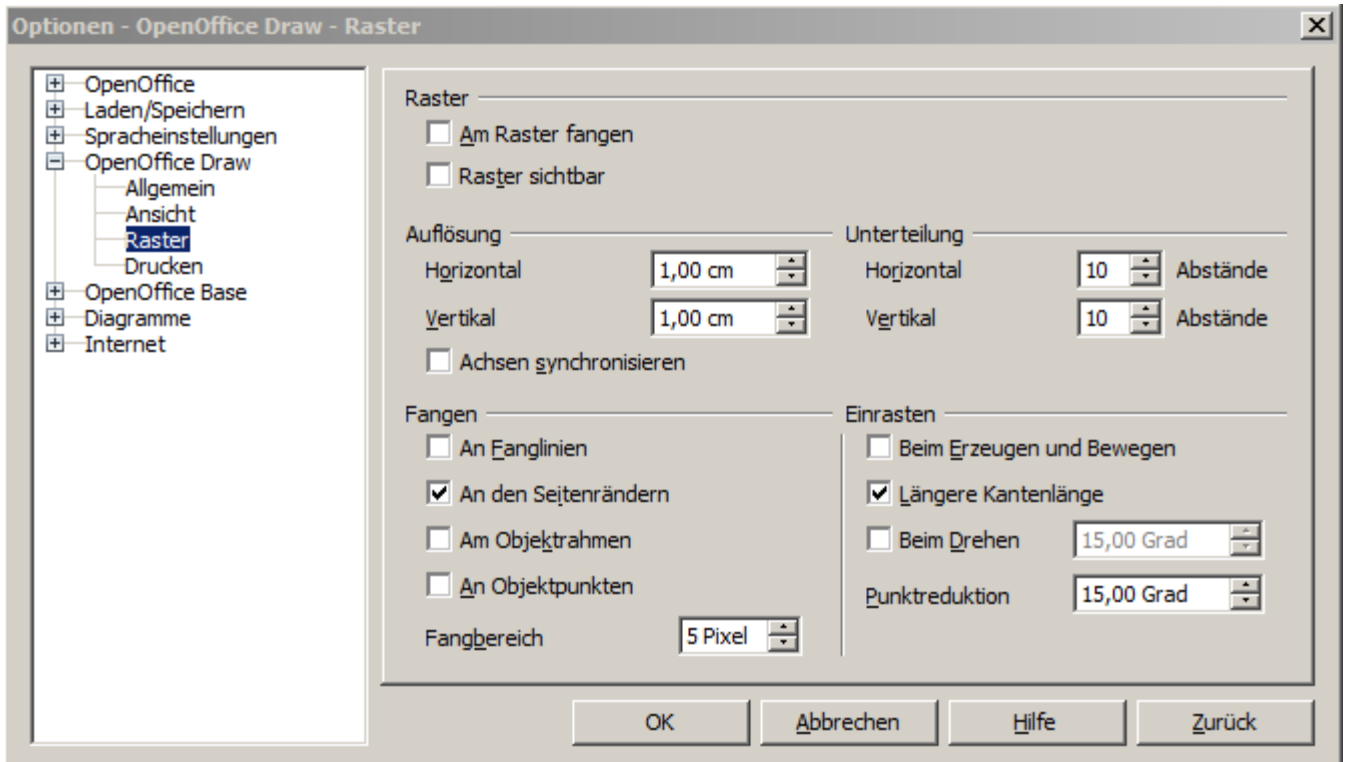 Optionen - OpenOffice Draw - Raster
OpenOffice
Laden/Speichern
Spracheinstellungen
OpenOffice Draw
Allgemein
Ansicht
Raster
Drucken
OpenOffice Base
Diagramme
Internet
Raster
Am Raster fangen
Raster sichtbar
Auflösung
Horizontal 1,00 cm
Vertikal 1,00 cm
Achsen synchronisieren
Unterteilung
Horizontal 10 Abstände
Vertikal 10 Abstände
Fangen
An Fanglinien
An den Seitenrändern
Am Objektrahmen
An Objektpunkten
Fangbereich 5 Pixel
Einrasten
Beim Erzeugen und Bewegen
Längere Kantenlänge
Beim Drehen 15,00 Grad
Punktreduktion 15,00 Grad
OK Abbrechen Hilfe Zurück